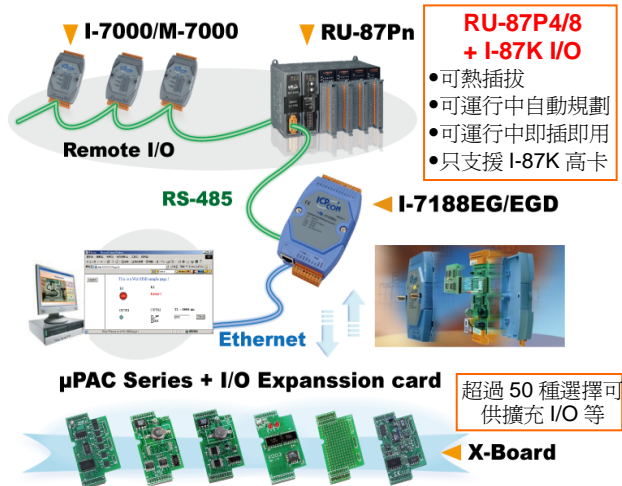 I-7000/M-7000
RU-87Pn
RU-87P4/8
+ I-87K I/O
●可熱插拔
●可運行中自動規劃
●可運行中即插即用
●只支援 I-87K 高卡
Remote I/O
RS-485
I-7188EG/EGD
ICP CON
Ethernet
µPAC Series + I/O Expanssion card
超過 50 種選擇可
供擴充 I/O 等
X-Board